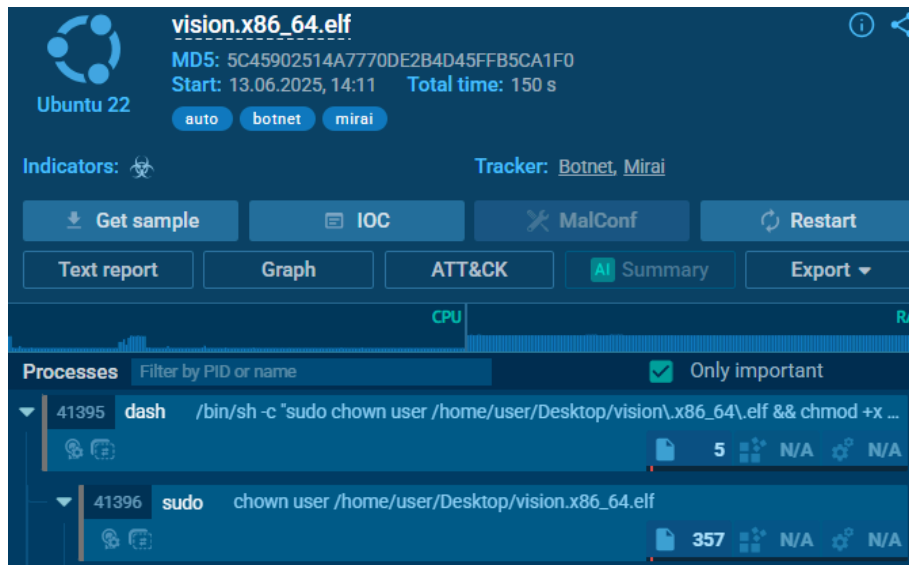 vision.x86_64.elf
MD5: 5C45902514A7770DE2B4D45FFB5CA1F0
Start: 13.06.2025, 14:11 Total time: 150 s
Ubuntu 22
auto botnet mirai
Indicators: Tracker: Botnet, Mirai
Get sample IOC MalConf Restart
Text report Graph ATT&CK AI Summary Export
CPU RA
Processes Filter by PID or name Only important
41395 dash /bin/sh -c "sudo chown user /home/user/Desktop/vision\.x86_64\.elf && chmod +x ...
5 N/A N/A
41396 sudo chown user /home/user/Desktop/vision.x86_64.elf
357 N/A N/A